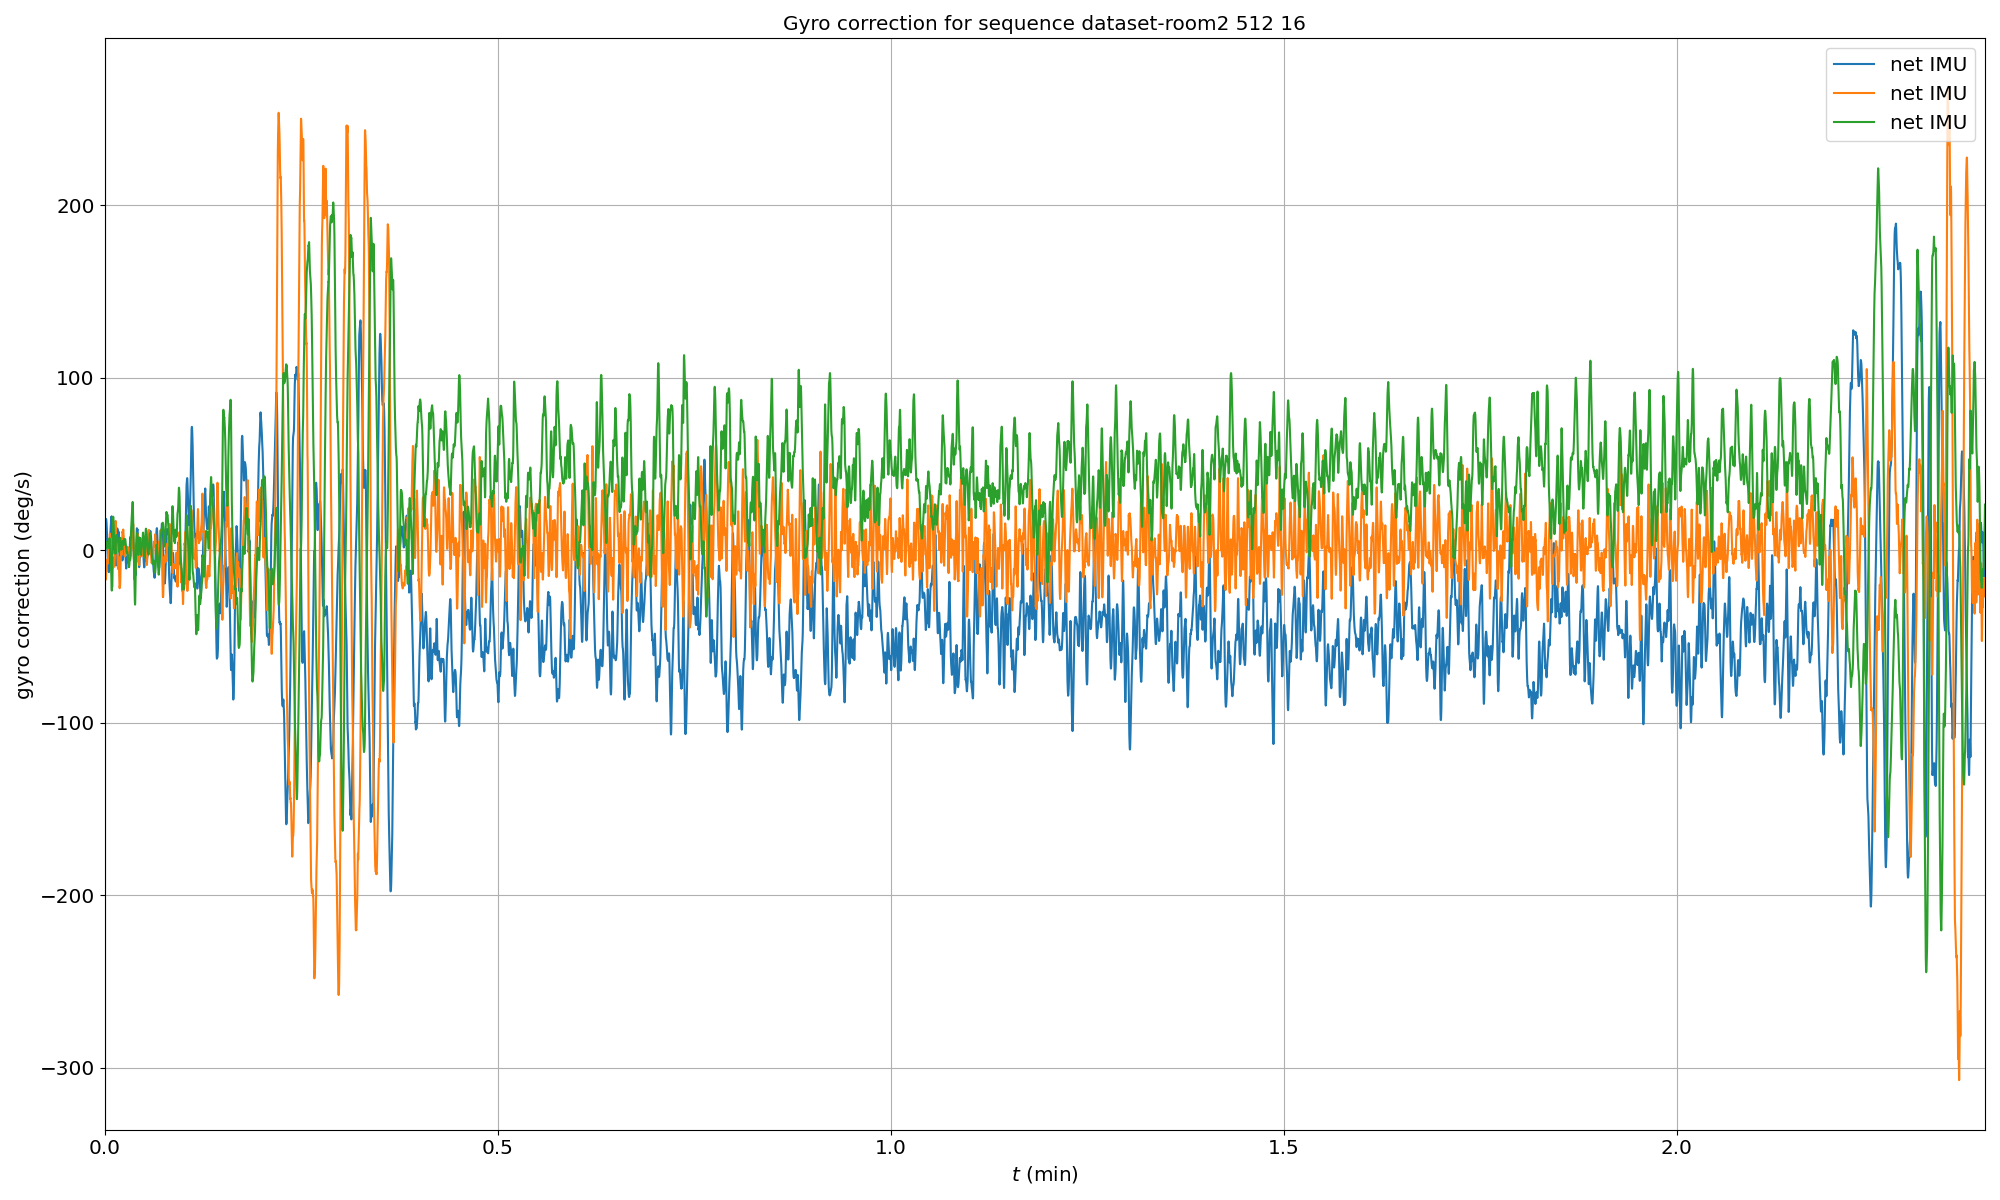 Gyro correction for sequence dataset-room2 512 16
net IMU
net IMU
net IMU
gyro correction (deg/s)
200
100
0
−100
−200
−300
0.0 0.5 1.0 1.5 2.0
t (min)